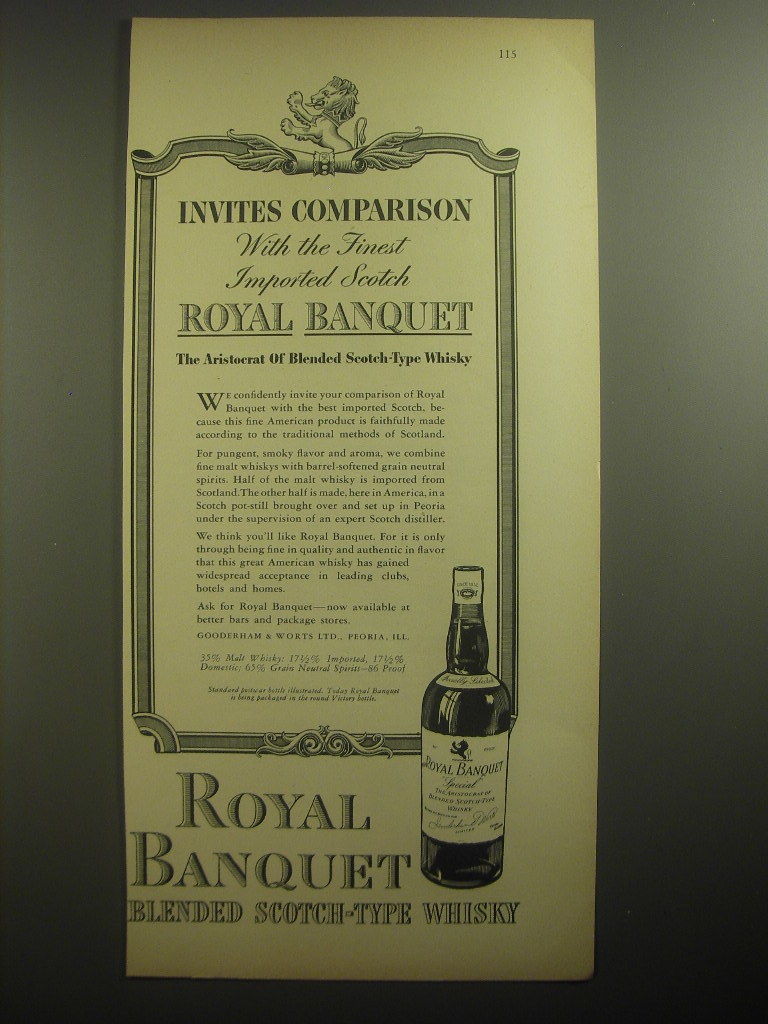 115
INVITES COMPARISON
With the Finest
Imported Scotch
ROYAL BANQUET
The Aristocrat Of Blended Scotch-Type Whisky
WE confidently invite your comparison of Royal
Banquet with the best imported Scotch, be-
cause this fine American product is faithfully made
according to the traditional methods of Scotland.
For pungent, smoky flavor and aroma, we combine
fine malt whiskys with barrel-softened grain neutral
spirits. Half of the malt whisky is imported from
Scotland. The other half is made, here in America, in a
Scotch pot-still brought over and set up in Peoria
under the supervision of an expert Scotch distiller.
We think you'll like Royal Banquet. For it is only
through being fine in quality and authentic in flavor
that this great American whisky has gained
widespread acceptance in leading clubs,
hotels and homes.
Ask for Royal Banquet—now available at
better bars and package stores.
GOODERHAM & WORTS LTD., PEORIA, ILL.
35% Malt Whisky: 17½% Imported, 17½%
Domestic; 65% Grain Neutral Spirits—86 Proof
Standard postwar bottle illustrated. Today Royal Banquet
is being packaged in the round Victory bottle.
ROYAL BANQUET
"Special"
THE ARISTOCRAT OF
BLENDED SCOTCH-TYPE
WHISKY
ROYAL
BANQUET
BLENDED SCOTCH-TYPE WHISKY